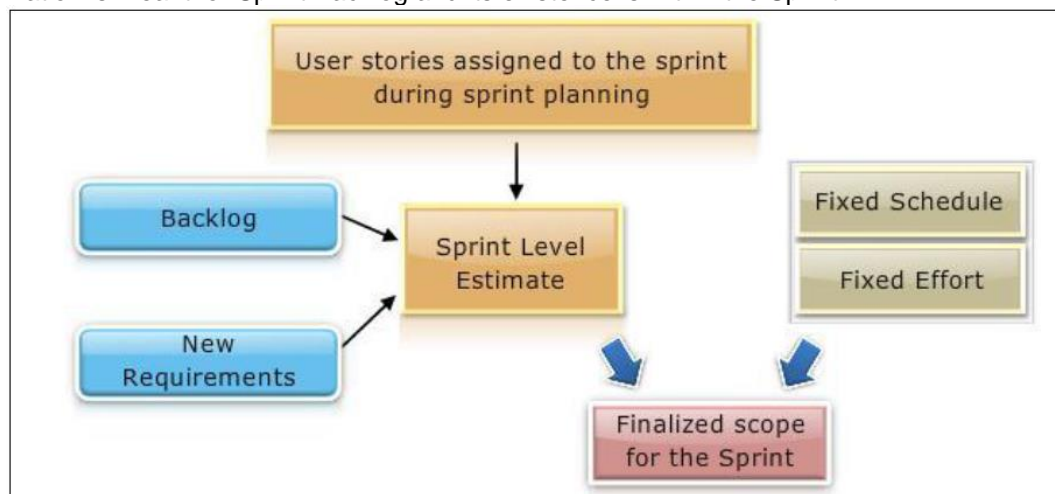 User stories assigned to the sprint
during sprint planning
Backlog
Sprint Level
Estimate
Fixed Schedule
Fixed Effort
New
Requirements
Finalized scope
for the Sprint